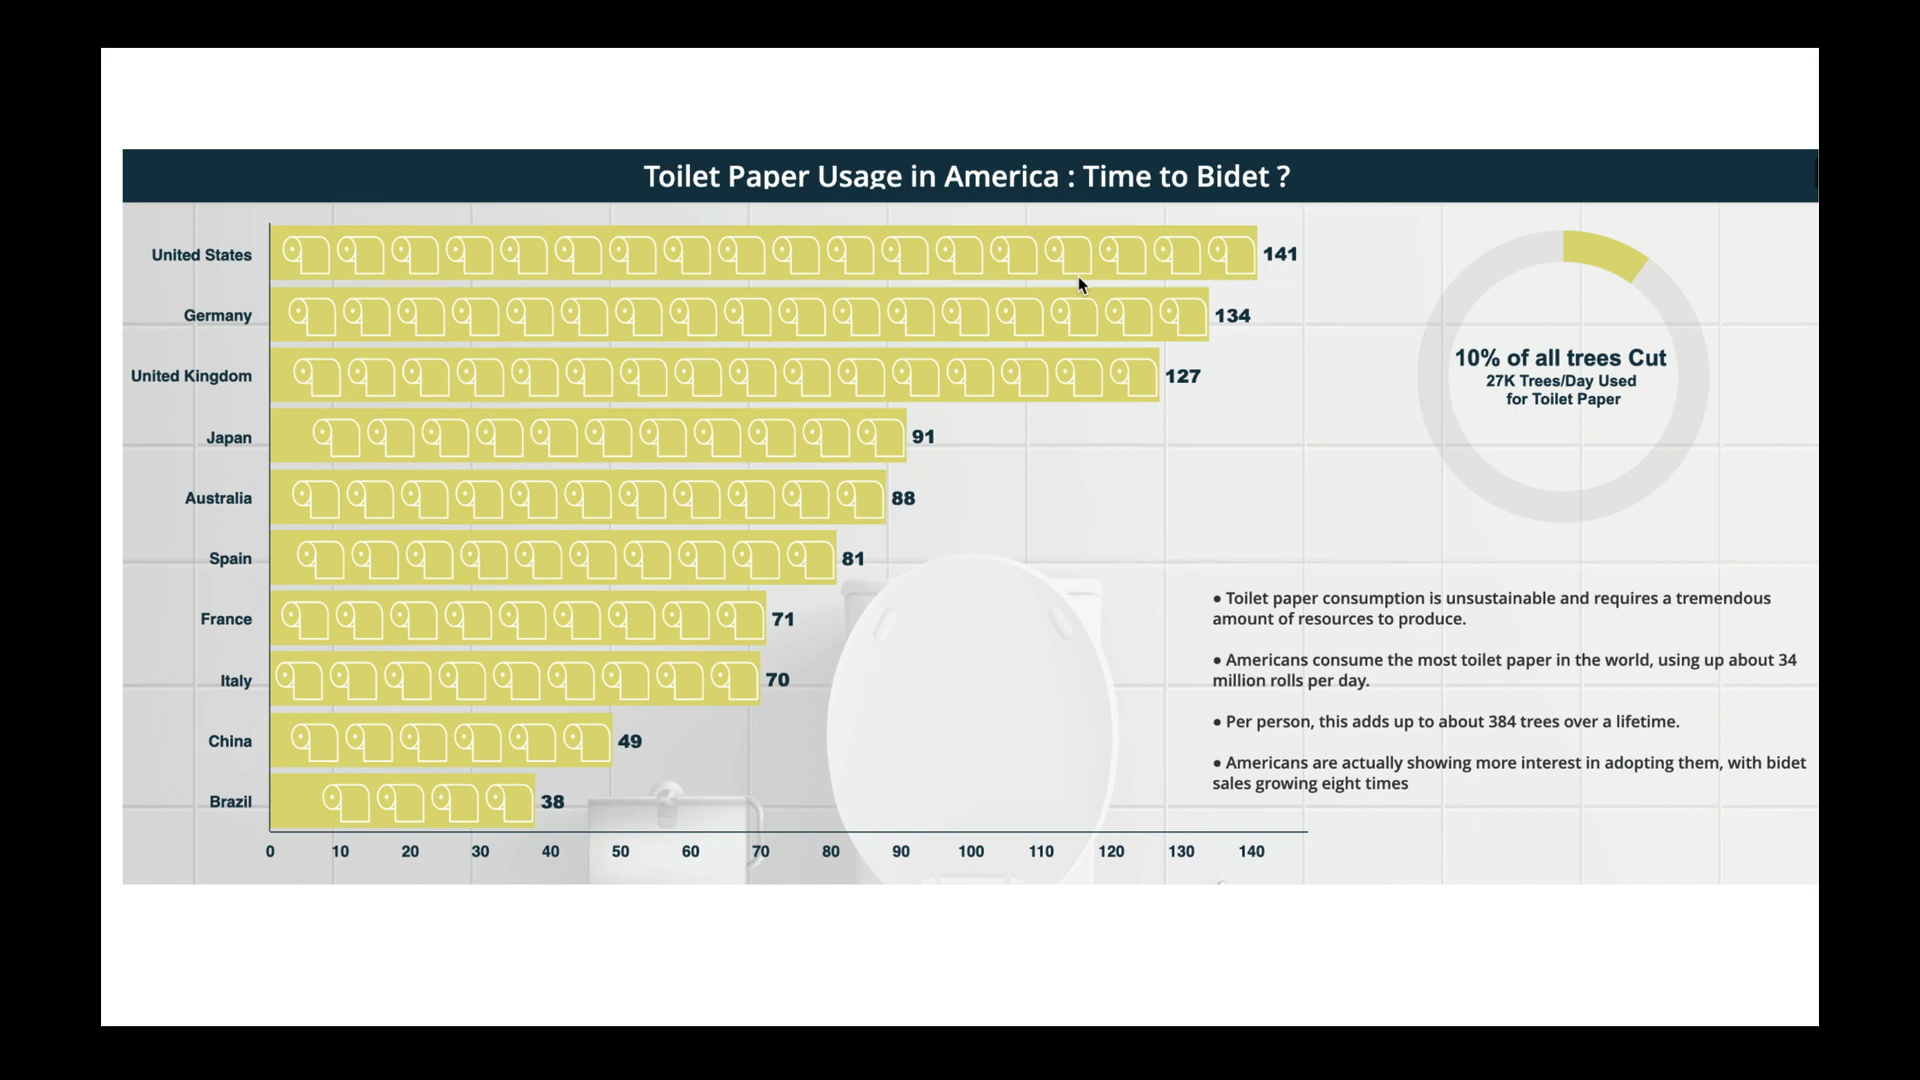 Toilet Paper Usage in America : Time to Bidet ?
United States 141
Germany 134
United Kingdom 127
Japan 91
Australia 88
Spain 81
France 71
Italy 70
China 49
Brazil 38
0 10 20 30 40 50 60 70 80 90 100 110 120 130 140
10% of all trees Cut
27K Trees/Day Used
for Toilet Paper
● Toilet paper consumption is unsustainable and requires a tremendous
amount of resources to produce.
● Americans consume the most toilet paper in the world, using up about 34
million rolls per day.
● Per person, this adds up to about 384 trees over a lifetime.
● Americans are actually showing more interest in adopting them, with bidet
sales growing eight times